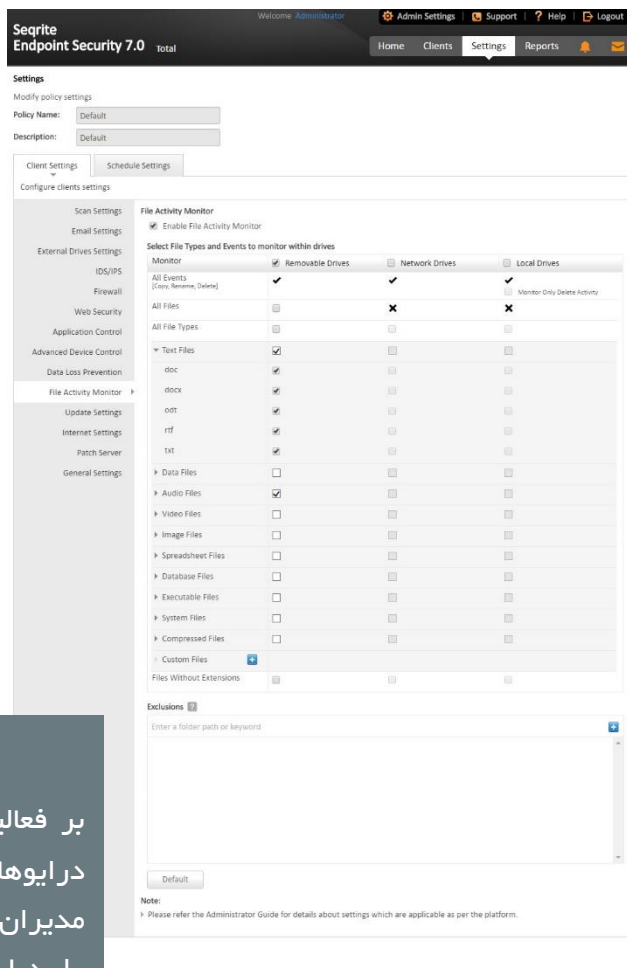 Welcome Administrator
Admin Settings
Support
? Help
Logout
Seqrite
Endpoint Security 7.0 Total
Home
Clients
Settings
Reports
Settings
Modify policy settings
Policy Name: Default
Description: Default
Client Settings
Schedule Settings
Configure clients settings
Scan Settings
Email Settings
External Drives Settings
IDS/IPS
Firewall
Web Security
Application Control
Advanced Device Control
Data Loss Prevention
File Activity Monitor
Update Settings
Internet Settings
Patch Server
General Settings
File Activity Monitor
Enable File Activity Monitor
Select File Types and Events to monitor within drives
Monitor Removable Drives Network Drives Local Drives
All Events
[Copy, Rename, Delete]
Monitor Only Delete Activity
All Files
All File Types
Text Files
doc
docx
odt
rtf
txt
Data Files
Audio Files
Video Files
Image Files
Spreadsheet Files
Database Files
Executable Files
System Files
Compressed Files
Custom Files
Files Without Extensions
Exclusions ?
Enter a folder path or keyword
Default
Note:
Please refer the Administrator Guide for details about settings which are applicable as per the platform.
بر
مدیران